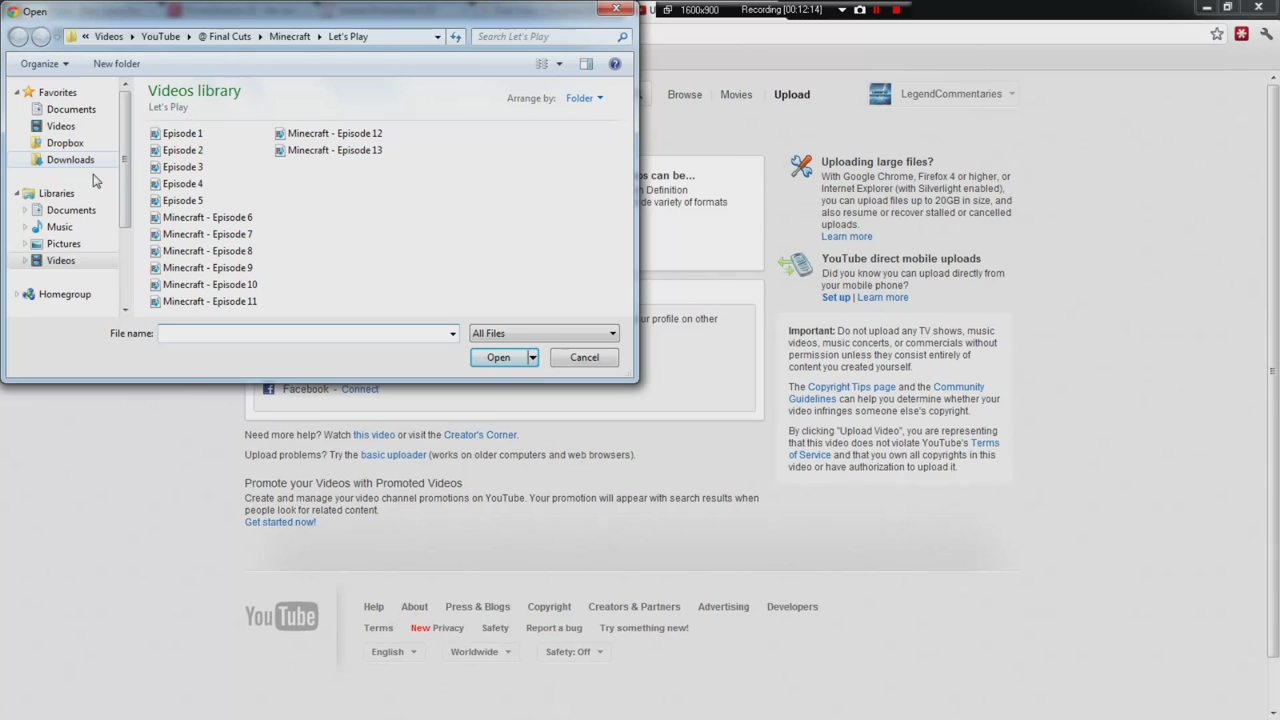 Open
1600x900 Recording [00:12:14]
Videos YouTube @ Final Cuts Minecraft Let's Play
Search Let's Play
Organize New folder
Favorites
Documents
Videos
Dropbox
Downloads
Libraries
Documents
Music
Pictures
Videos
Homegroup
Videos library
Let's Play
Arrange by: Folder
Episode 1
Episode 2
Episode 3
Episode 4
Episode 5
Minecraft - Episode 6
Minecraft - Episode 7
Minecraft - Episode 8
Minecraft - Episode 9
Minecraft - Episode 10
Minecraft - Episode 11
Minecraft - Episode 12
Minecraft - Episode 13
File name:
All Files
Open Cancel
Browse Movies Upload LegendCommentaries
os can be...
h Definition
de variety of formats
ur profile on other
Facebook - Connect
Need more help? Watch this video or visit the Creator's Corner.
Upload problems? Try the basic uploader (works on older computers and web browsers).
Promote your Videos with Promoted Videos
Create and manage your video channel promotions on YouTube. Your promotion will appear with search results when
people look for related content.
Get started now!
Uploading large files?
With Google Chrome, Firefox 4 or higher, or
Internet Explorer (with Silverlight enabled),
you can upload files up to 20GB in size, and
also resume or recover stalled or cancelled
uploads.
Learn more
YouTube direct mobile uploads
Did you know you can upload directly from
your mobile phone?
Set up | Learn more
Important: Do not upload any TV shows, music
videos, music concerts, or commercials without
permission unless they consist entirely of
content you created yourself.
The Copyright Tips page and the Community
Guidelines can help you determine whether your
video infringes someone else's copyright.
By clicking "Upload Video", you are representing
that this video does not violate YouTube's Terms
of Service and that you own all copyrights in this
video or have authorization to upload it.
YouTube
Help About Press & Blogs Copyright Creators & Partners Advertising Developers
Terms New Privacy Safety Report a bug Try something new!
English Worldwide Safety: Off